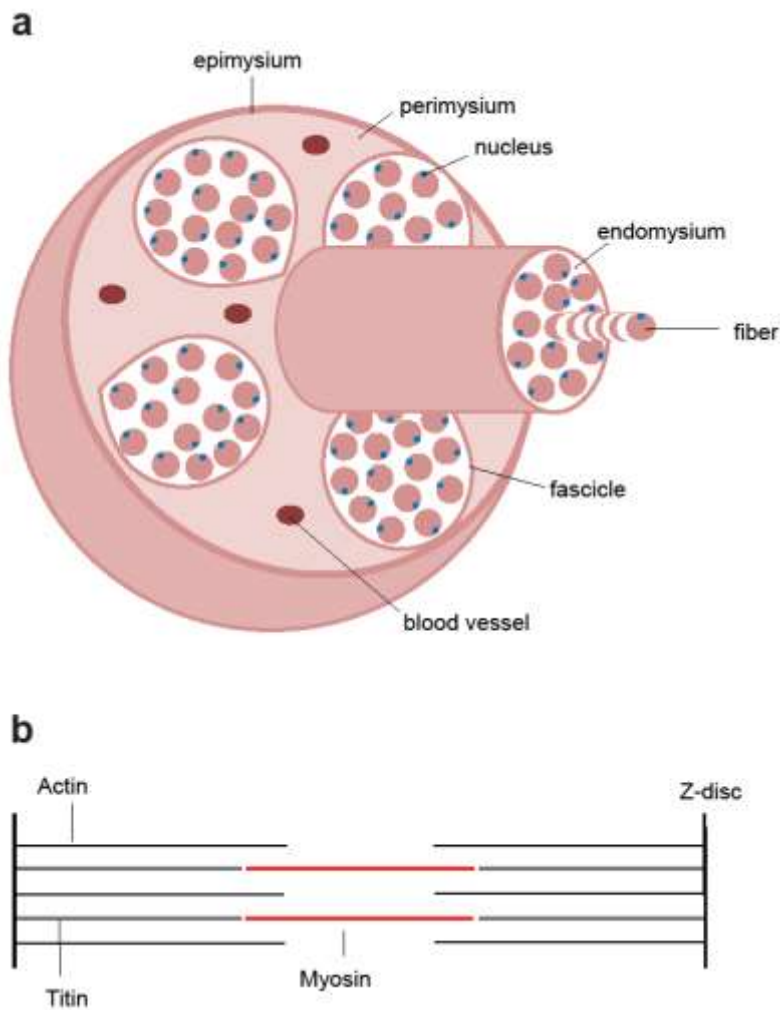 a
epimysium
perimysium
nucleus
endomysium
fiber
fascicle
blood vessel
b
Actin
Z-disc
Myosin
Titin